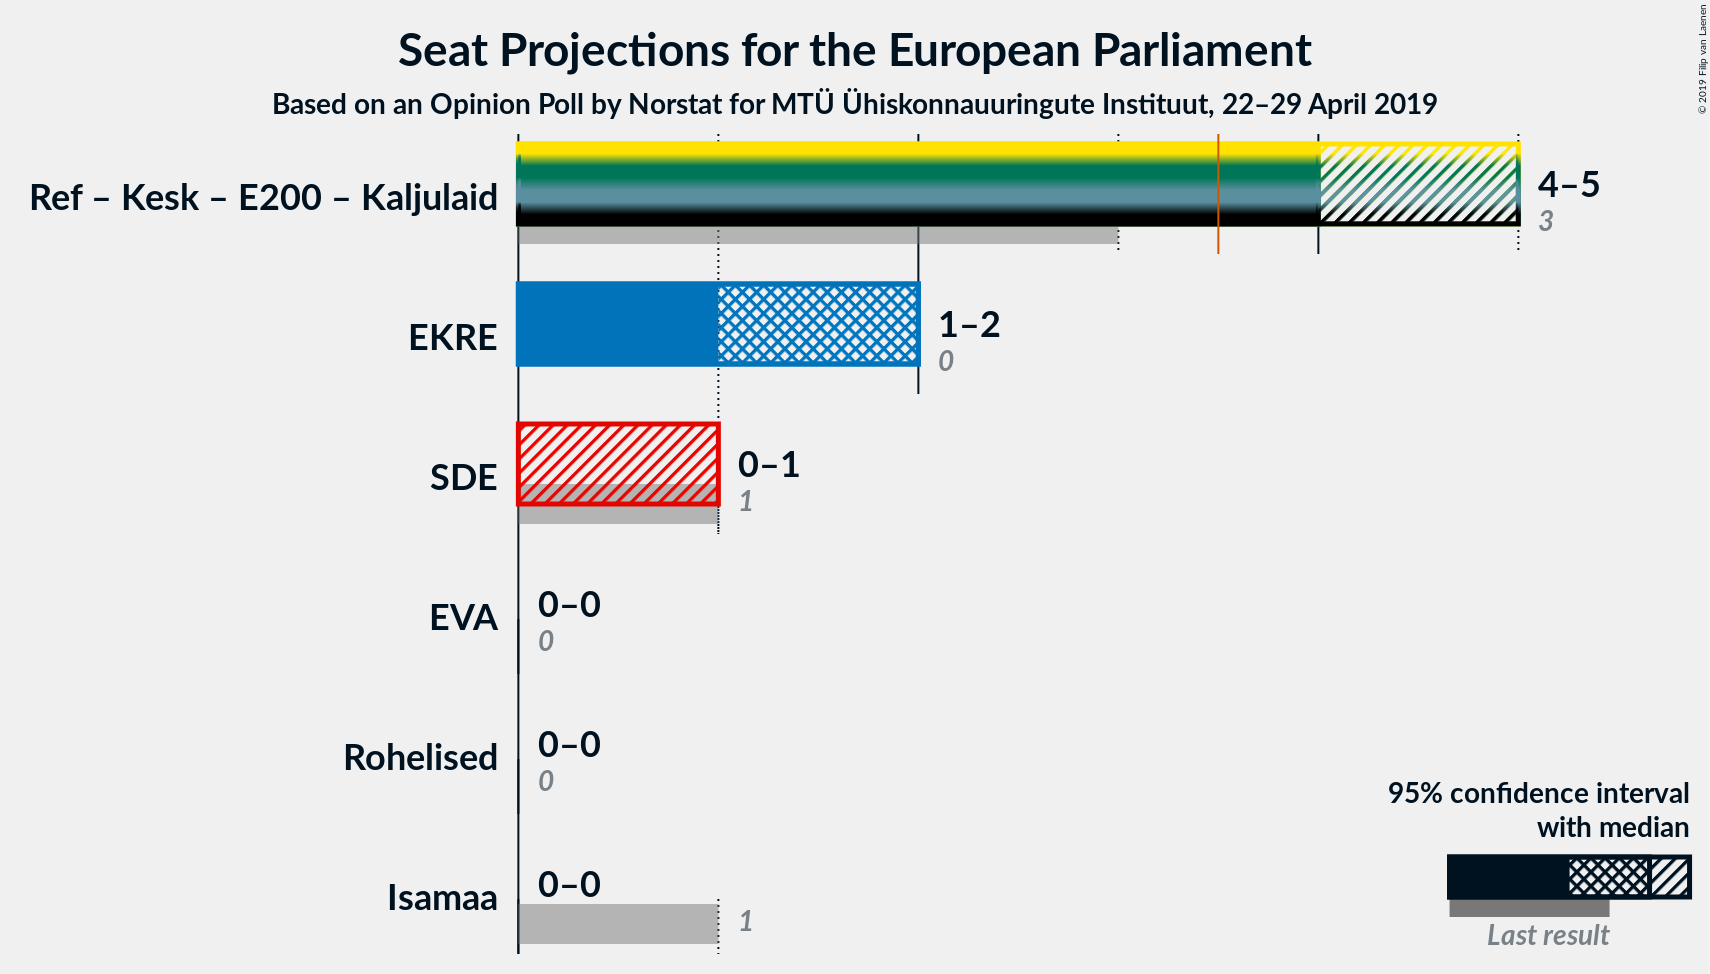 Seat Projections for the European Parliament
Based on an Opinion Poll by Norstat for MTÜ Ühiskonnauuringute Instituut, 22–29 April 2019
© 2019 Filip van Laenen
Ref – Kesk – E200 – Kaljulaid
4–5
3
EKRE
1–2
0
SDE
0–1
1
EVA
0–0
0
Rohelised
0–0
0
Isamaa
0–0
1
95% confidence interval
with median
Last result